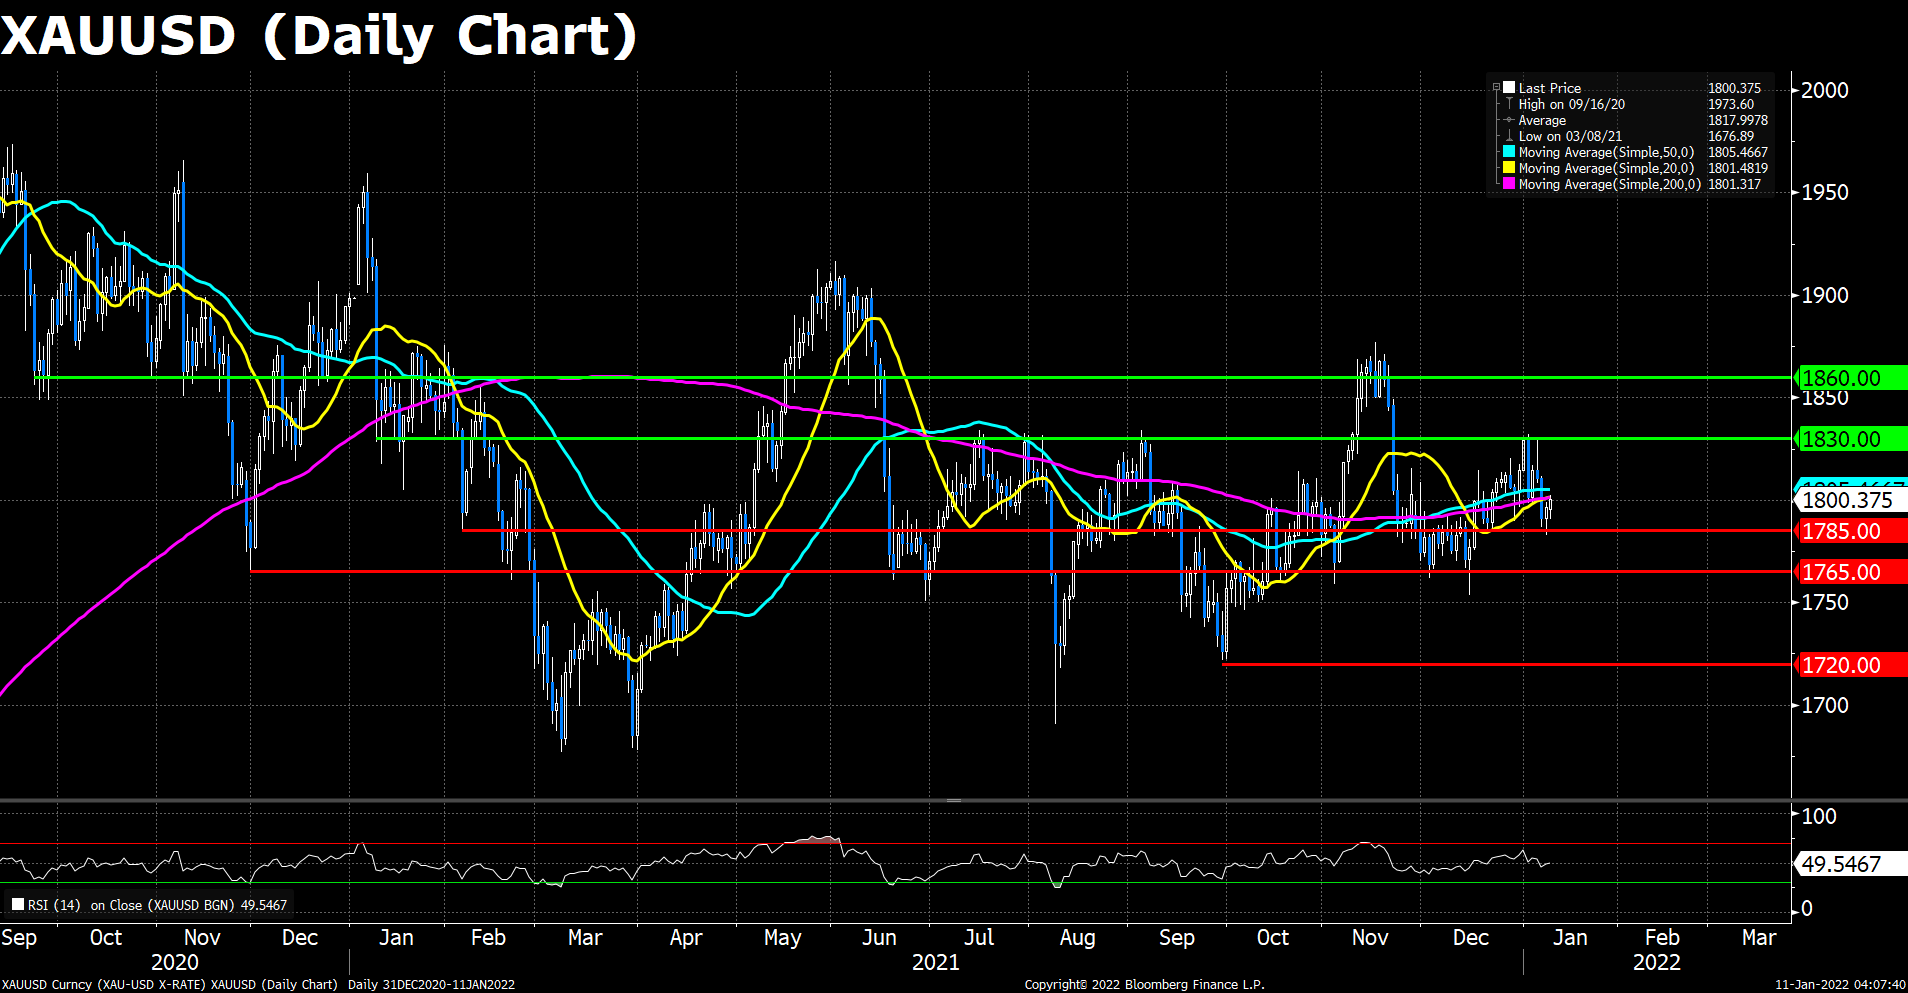 XAUUSD (Daily Chart)
Last Price 1800.375
High on 09/16/20 1973.60
Average 1817.9978
Low on 03/08/21 1676.89
Moving Average(Simple,50,0) 1805.4667
Moving Average(Simple,20,0) 1801.4819
Moving Average(Simple,200,0) 1801.317
2000
1950
1900
1860.00
1850
1830.00
1800.375
1785.00
1765.00
1750
1720.00
1700
100
49.5467
0
RSI (14) on Close (XAUUSD BGN) 49.5467
Sep Oct Nov Dec Jan Feb Mar Apr May Jun Jul Aug Sep Oct Nov Dec Jan Feb Mar
2020 2021 2022
XAUUSD Curncy (XAU-USD X-RATE) XAUUSD (Daily Chart) Daily 31DEC2020-11JAN2022 Copyright© 2022 Bloomberg Finance L.P. 11-Jan-2022 04:07:40